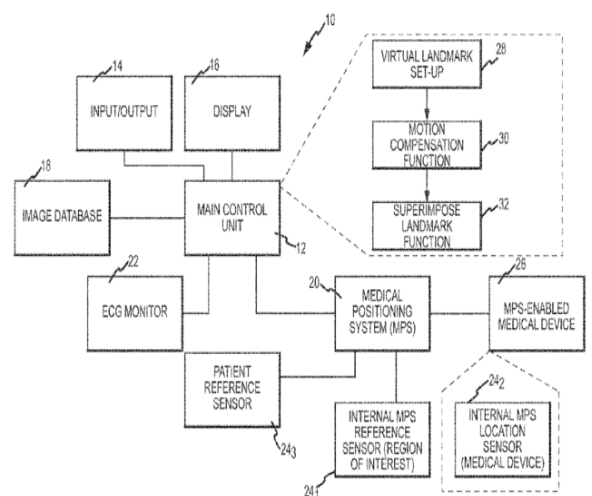 10
14
INPUT/OUTPUT
16
DISPLAY
18
IMAGE DATABASE
MAIN CONTROL
UNIT
12
VIRTUAL LANDMARK
SET-UP
28
MOTION
COMPENSATION
FUNCTION
30
SUPERIMPOSE
LANDMARK
FUNCTION
32
22
ECG MONITOR
20
MEDICAL
POSITIONING
SYSTEM (MPS)
26
MPS-ENABLED
MEDICAL DEVICE
PATIENT
REFERENCE
SENSOR
243
INTERNAL MPS
REFERENCE
SENSOR (REGION
OF INTEREST)
241
242
INTERNAL MPS
LOCATION
SENSOR
(MEDICAL DEVICE)